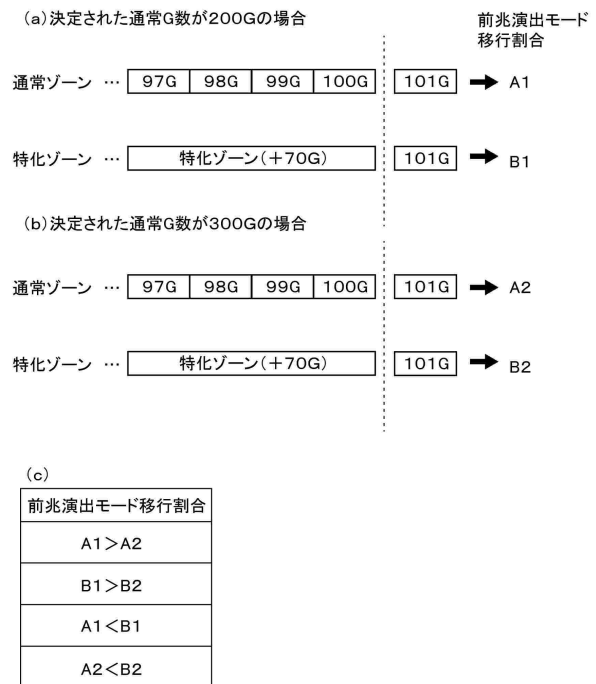 (a)決定された通常G数が200Gの場合
前兆演出モード
移行割合
通常ゾーン … 97G 98G 99G 100G 101G ➡ A1
特化ゾーン … 特化ゾーン(+70G) 101G ➡ B1
(b)決定された通常G数が300Gの場合
通常ゾーン … 97G 98G 99G 100G 101G ➡ A2
特化ゾーン … 特化ゾーン(+70G) 101G ➡ B2
(c)
前兆演出モード移行割合
A1>A2
B1>B2
A1<B1
A2<B2